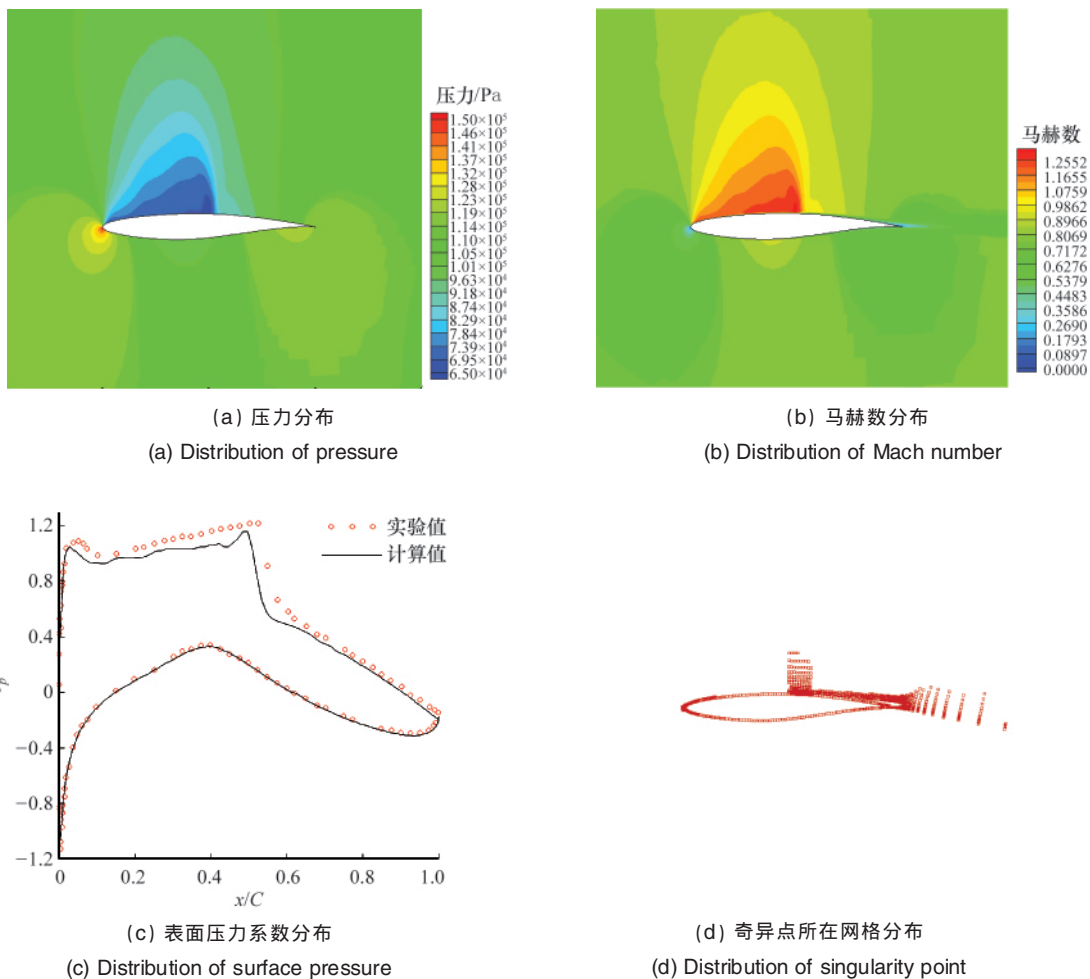 压力/Pa
1.50×10⁵
1.46×10⁵
1.41×10⁵
1.37×10⁵
1.32×10⁵
1.28×10⁵
1.23×10⁵
1.19×10⁵
1.14×10⁵
1.10×10⁵
1.05×10⁵
1.01×10⁵
9.63×10⁴
9.18×10⁴
8.74×10⁴
8.29×10⁴
7.84×10⁴
7.39×10⁴
6.95×10⁴
6.50×10⁴
(a) 压力分布
(a) Distribution of pressure
马赫数
1.2552
1.1655
1.0759
0.9862
0.8966
0.8069
0.7173
0.6276
0.5380
0.4483
0.3586
0.2690
0.1793
0.0897
0.0000
(b) 马赫数分布
(b) Distribution of Mach number
1.2
0.8
0.4
0
−0.4
−0.8
−1.2
p
实验值
计算值
0 0.2 0.4 0.6 0.8 1.0
x/C
(c) 表面压力系数分布
(c) Distribution of surface pressure
(d) 奇异点所在网格分布
(d) Distribution of singularity point